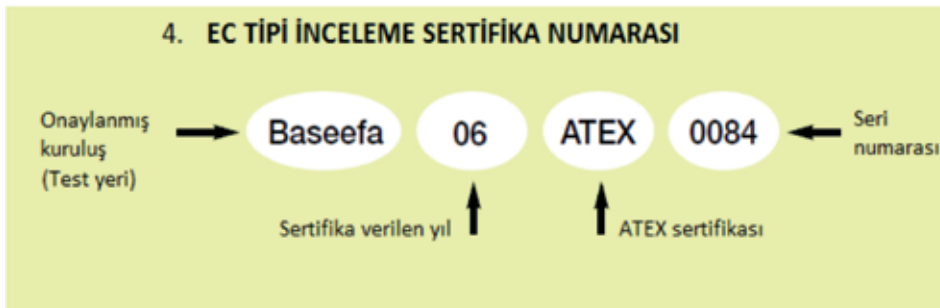 4. EC TİPİ İNCELEME SERTİFİKA NUMARASI
Onaylanmış
kuruluş
(Test yeri)
Baseefa
06
ATEX
0084
Seri
numarası
Sertifika verilen yıl
ATEX sertifikası